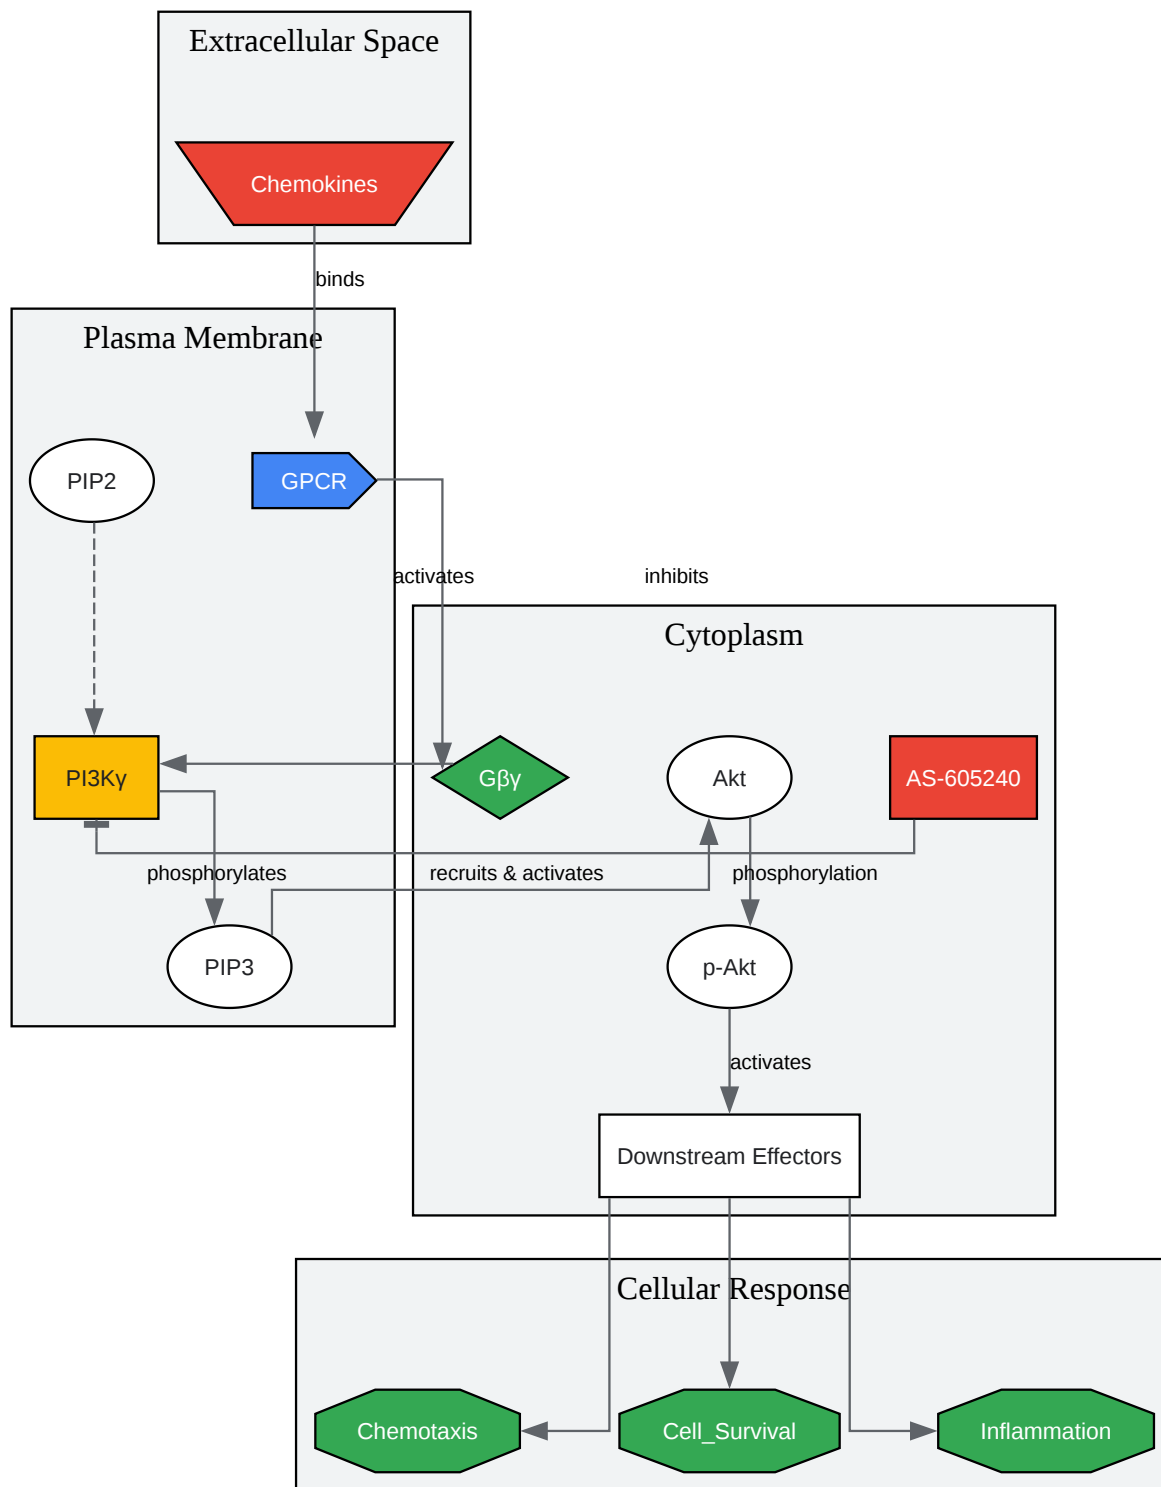 Extracellular Space
Chemokines
binds
Plasma Membrane
PIP2
GPCR
activates
inhibits
Cytoplasm
PI3Kγ
Gβγ
Akt
AS-605240
phosphorylates
recruits & activates
phosphorylation
PIP3
p-Akt
activates
Downstream Effectors
Cellular Response
Chemotaxis
Cell_Survival
Inflammation